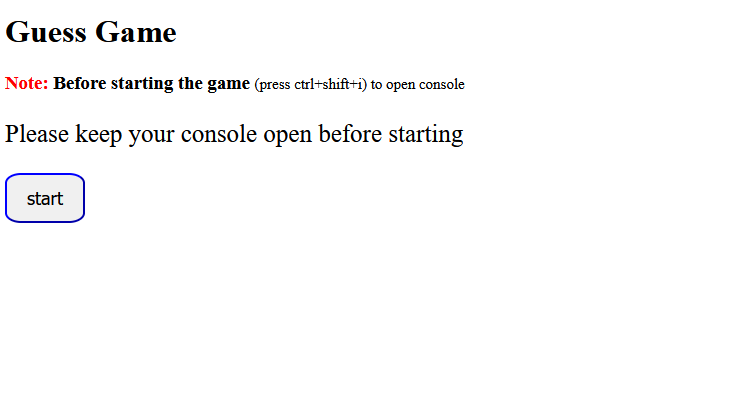 Guess Game
Note: Before starting the game (press ctrl+shift+i) to open console
Please keep your console open before starting
start